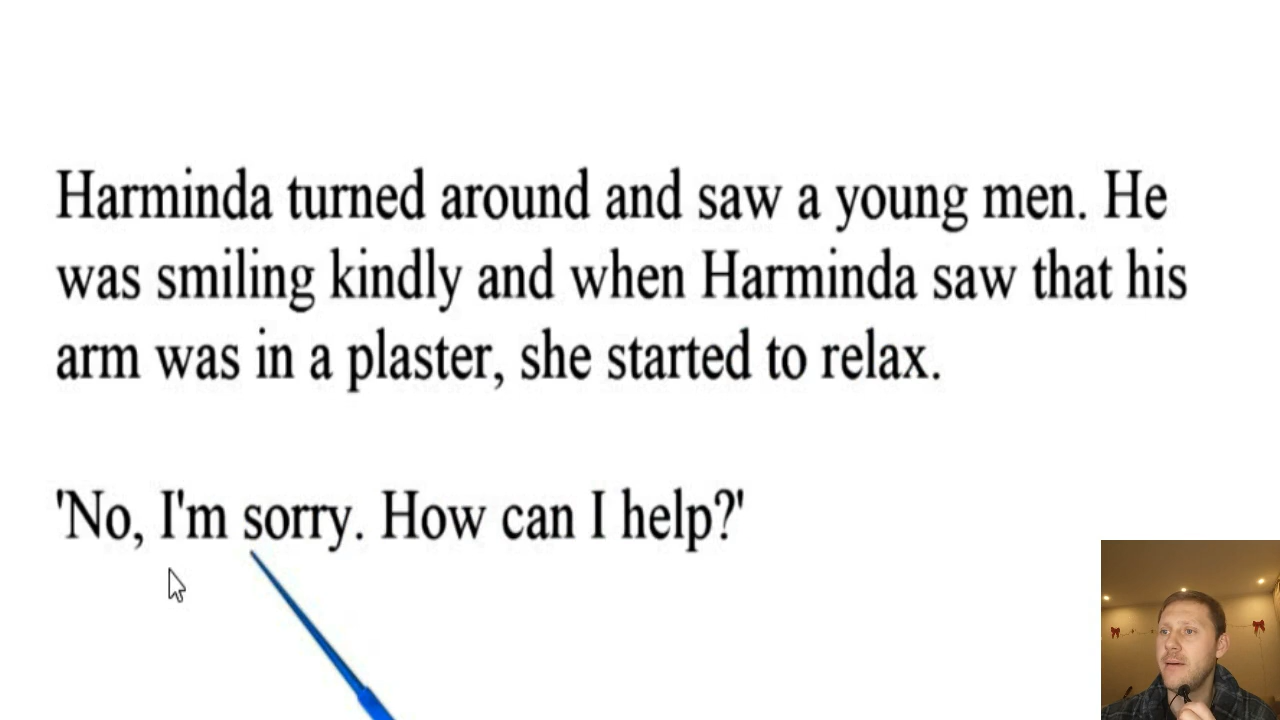 Harminda turned around and saw a young men. He
was smiling kindly and when Harminda saw that his
arm was in a plaster, she started to relax.
'No, I'm sorry. How can I help?'